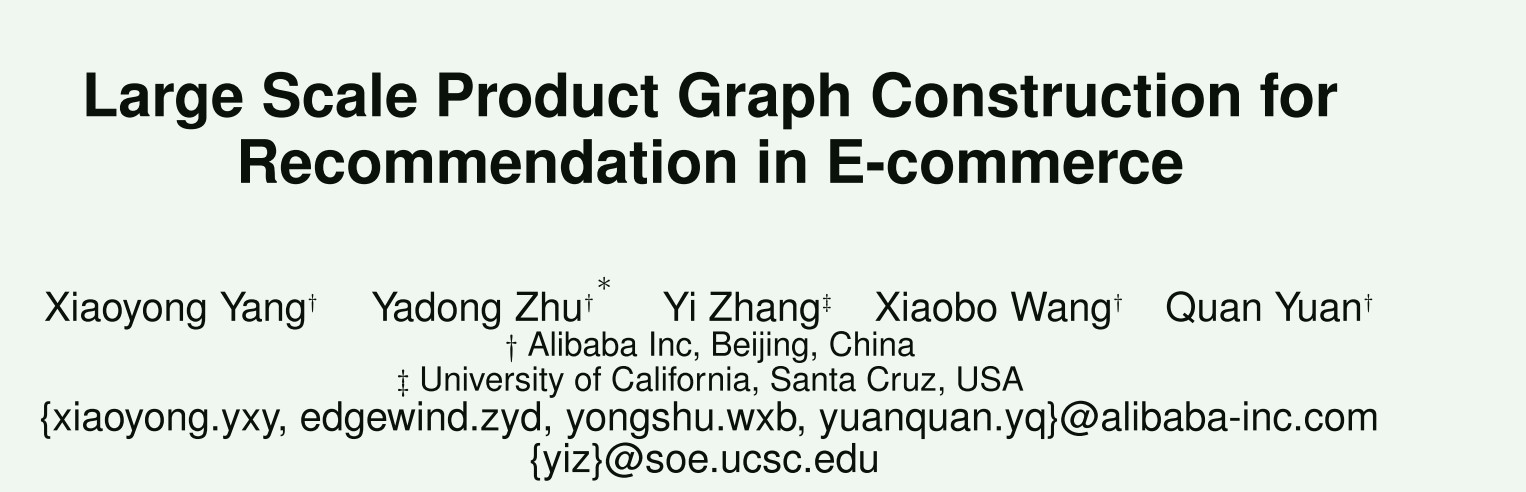 Large Scale Product Graph Construction for
Recommendation in E-commerce
Xiaoyong Yang† Yadong Zhu†* Yi Zhang‡ Xiaobo Wang† Quan Yuan†
† Alibaba Inc, Beijing, China
‡ University of California, Santa Cruz, USA
{xiaoyong.yxy, edgewind.zyd, yongshu.wxb, yuanquan.yq}@alibaba-inc.com
{yiz}@soe.ucsc.edu